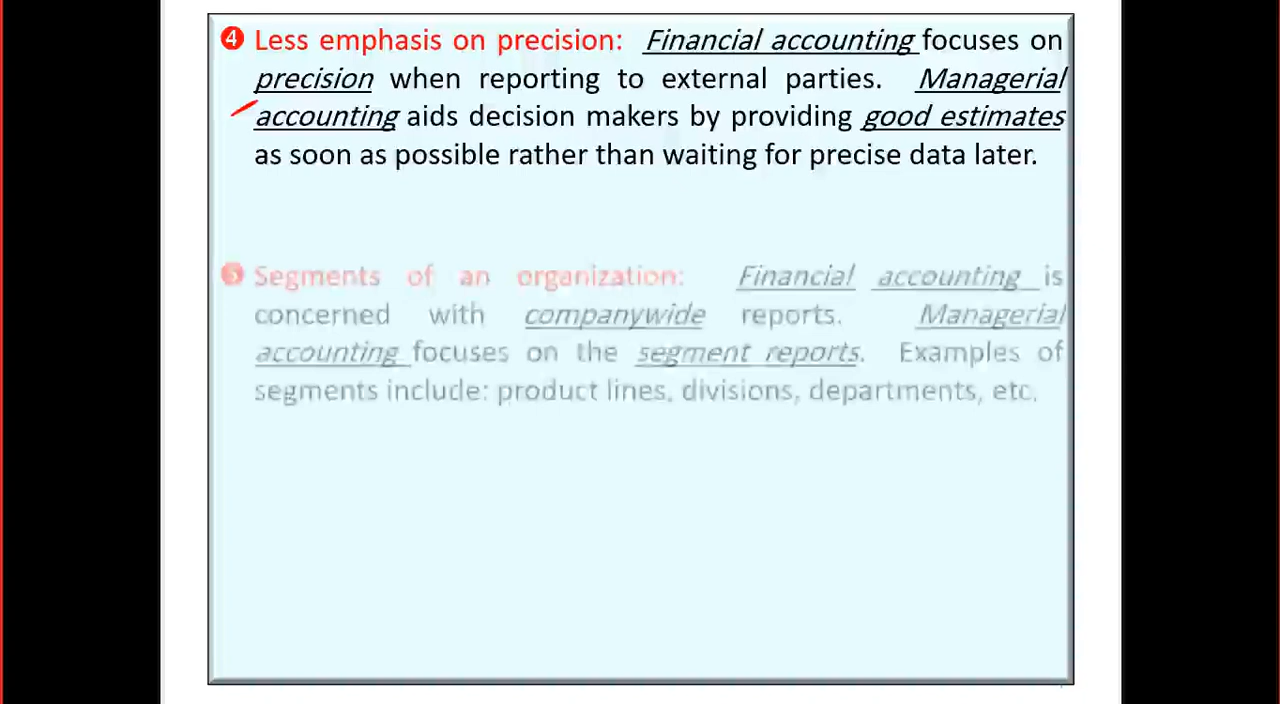 ❹ Less emphasis on precision: Financial accounting focuses on
precision when reporting to external parties. Managerial
accounting aids decision makers by providing good estimates
as soon as possible rather than waiting for precise data later.
❺ Segments of an organization: Financial accounting is
concerned with companywide reports. Managerial
accounting focuses on the segment reports. Examples of
segments include: product lines, divisions, departments, etc.